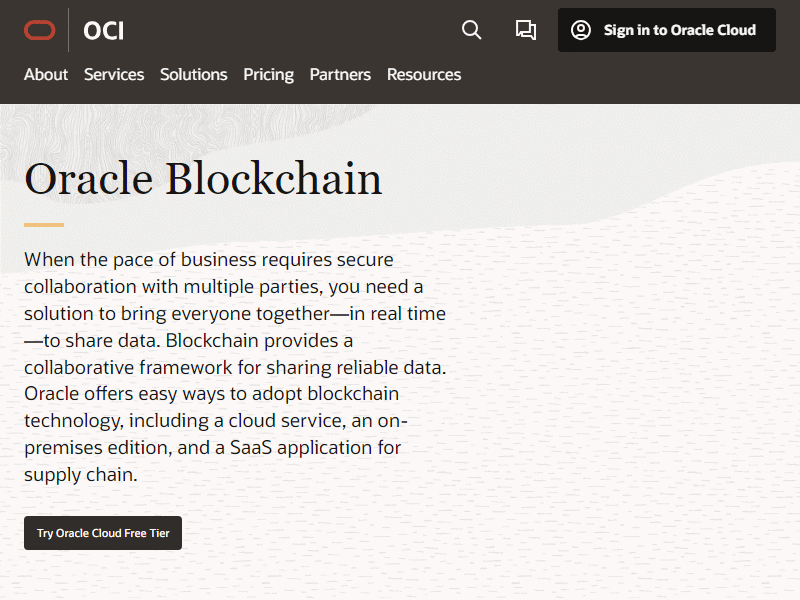 OCI
Sign in to Oracle Cloud
About Services Solutions Pricing Partners Resources
Oracle Blockchain
When the pace of business requires secure
collaboration with multiple parties, you need a
solution to bring everyone together—in real time
—to share data. Blockchain provides a
collaborative framework for sharing reliable data.
Oracle offers easy ways to adopt blockchain
technology, including a cloud service, an on-
premises edition, and a SaaS application for
supply chain.
Try Oracle Cloud Free Tier